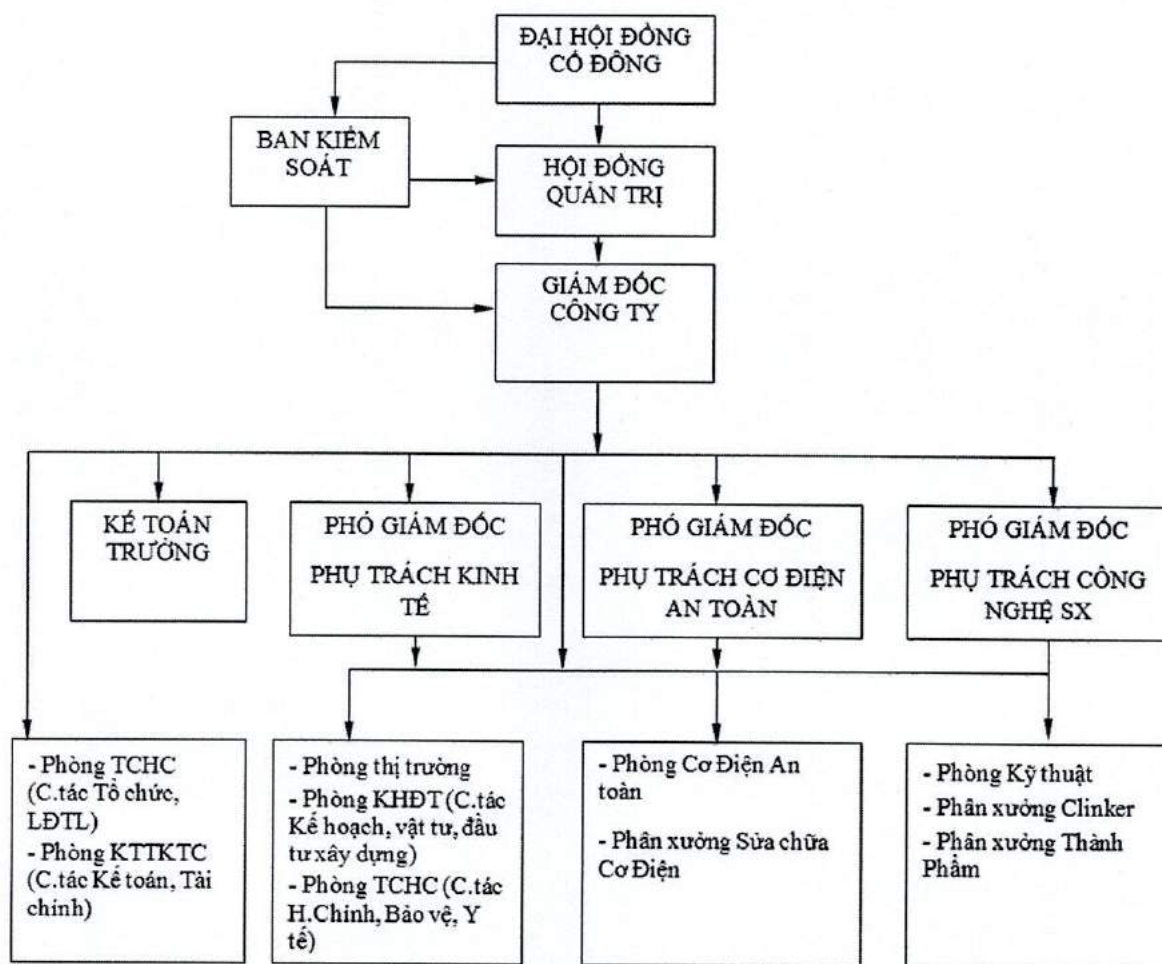 ĐẠI HỘI ĐỒNG
CỔ ĐÔNG
BAN KIỂM
SOÁT
HỘI ĐỒNG
QUẢN TRỊ
GIÁM ĐỐC
CÔNG TY
KẾ TOÁN
TRƯỞNG
PHÓ GIÁM ĐỐC
PHỤ TRÁCH KINH
TẾ
PHÓ GIÁM ĐỐC
PHỤ TRÁCH CƠ ĐIỆN
AN TOÀN
PHÓ GIÁM ĐỐC
PHỤ TRÁCH CÔNG
NGHỆ SX
- Phòng TCHC
(C.tác Tổ chức,
LĐTL)
- Phòng KTTKTC
(C.tác Kế toán, Tài
chính)
- Phòng thị trường
- Phòng KHĐT (C.tác
Kế hoạch, vật tư, đầu
tư xây dựng)
- Phòng TCHC (C.tác
H.Chính, Bảo vệ, Y
tế)
- Phòng Cơ Điện An
toàn
- Phân xưởng Sửa chữa
Cơ Điện
- Phòng Kỹ thuật
- Phân xưởng Clinker
- Phân xưởng Thành
Phẩm